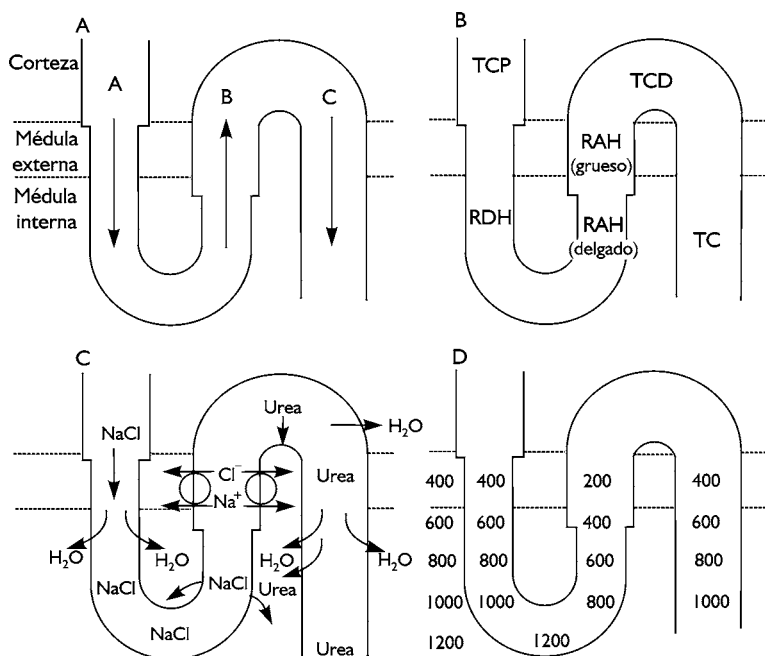 A
Corteza
A
B
C
Médula
externa
Médula
interna
B
TCP
TCD
RAH
(grueso)
RDH
RAH
(delgado)
TC
C
NaCl
Urea
H₂O
Cl⁻
Na⁺
Urea
H₂O
H₂O
H₂O
H₂O
NaCl
NaCl
Urea
NaCl
Urea
D
400 400 200 400
600 600 400 600
800 800 600 800
1000 1000 800 1000
1200 1200